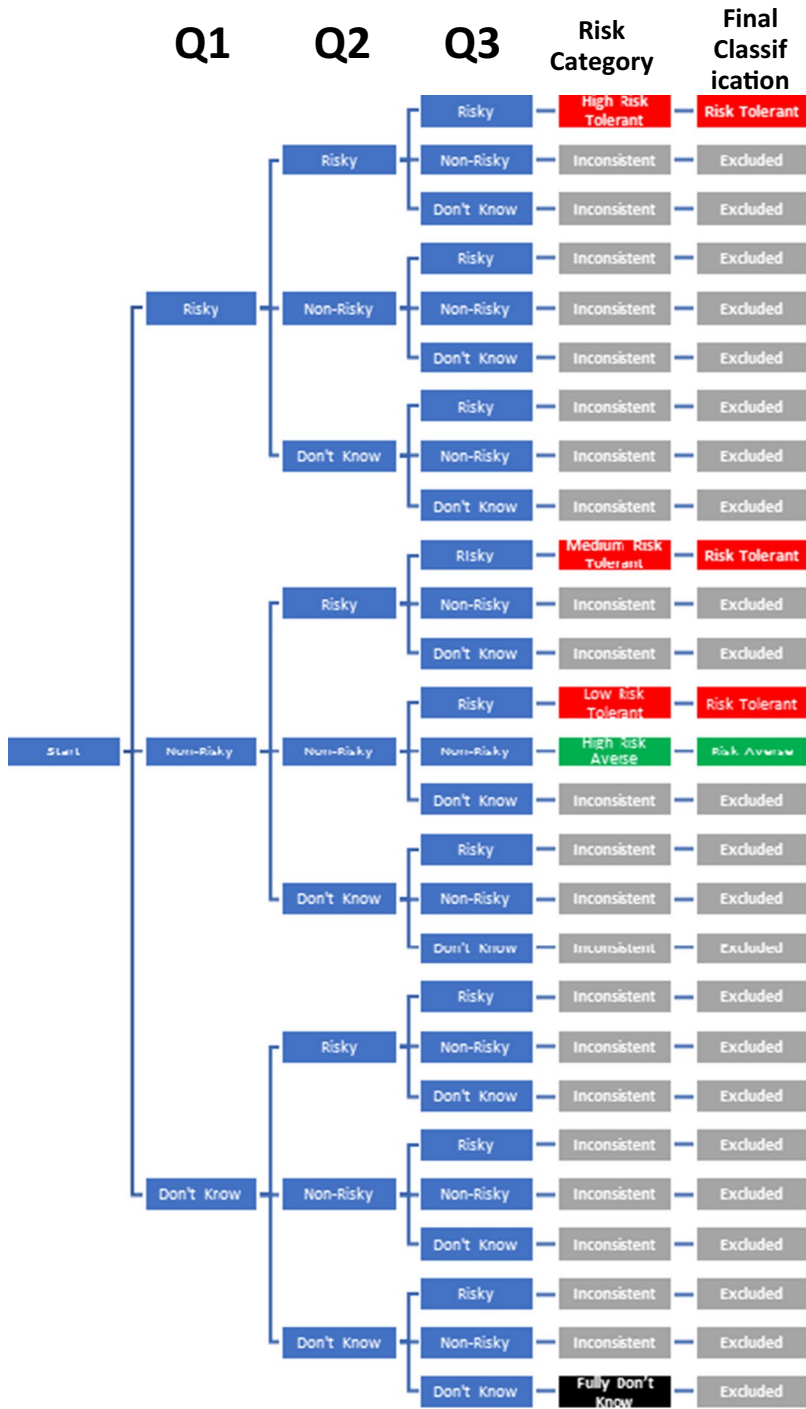 Q1 Q2 Q3 Risk Category Final Classif ication
Risky High Risk Tolerant Risk Tolerant
Risky Non-Risky Inconsistent Excluded
Don't Know Inconsistent Excluded
Risky Inconsistent Excluded
Risky Non-Risky Non-Risky Inconsistent Excluded
Don't Know Inconsistent Excluded
Risky Inconsistent Excluded
Don't Know Non-Risky Inconsistent Excluded
Don't Know Inconsistent Excluded
RIsky Medium Risk Tolerant Risk Tolerant
Risky Non-Risky Inconsistent Excluded
Don't Know Inconsistent Excluded
Risky Low Risk Tolerant Risk Tolerant
Start Non-Risky Non-Risky Non-Risky High Risk Averse Risk Averse
Don't Know Inconsistent Excluded
Risky Inconsistent Excluded
Don't Know Non-Risky Inconsistent Excluded
Don't Know Inconsistent Excluded
Risky Inconsistent Excluded
Risky Non-Risky Inconsistent Excluded
Don't Know Inconsistent Excluded
Risky Inconsistent Excluded
Don't Know Non-Risky Non-Risky Inconsistent Excluded
Don't Know Inconsistent Excluded
Risky Inconsistent Excluded
Don't Know Non-Risky Inconsistent Excluded
Don't Know Fully Don't Know Excluded